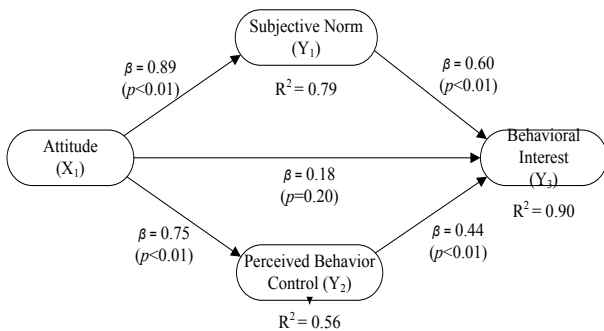 Subjective Norm
(Y₁)
β = 0.89
(p<0.01)
R² = 0.79
β = 0.60
(p<0.01)
Attitude
(X₁)
Behavioral
Interest
(Y₃)
β = 0.18
(p=0.20)
R² = 0.90
β = 0.75
(p<0.01)
β = 0.44
(p<0.01)
Perceived Behavior
Control (Y₂)
R² = 0.56